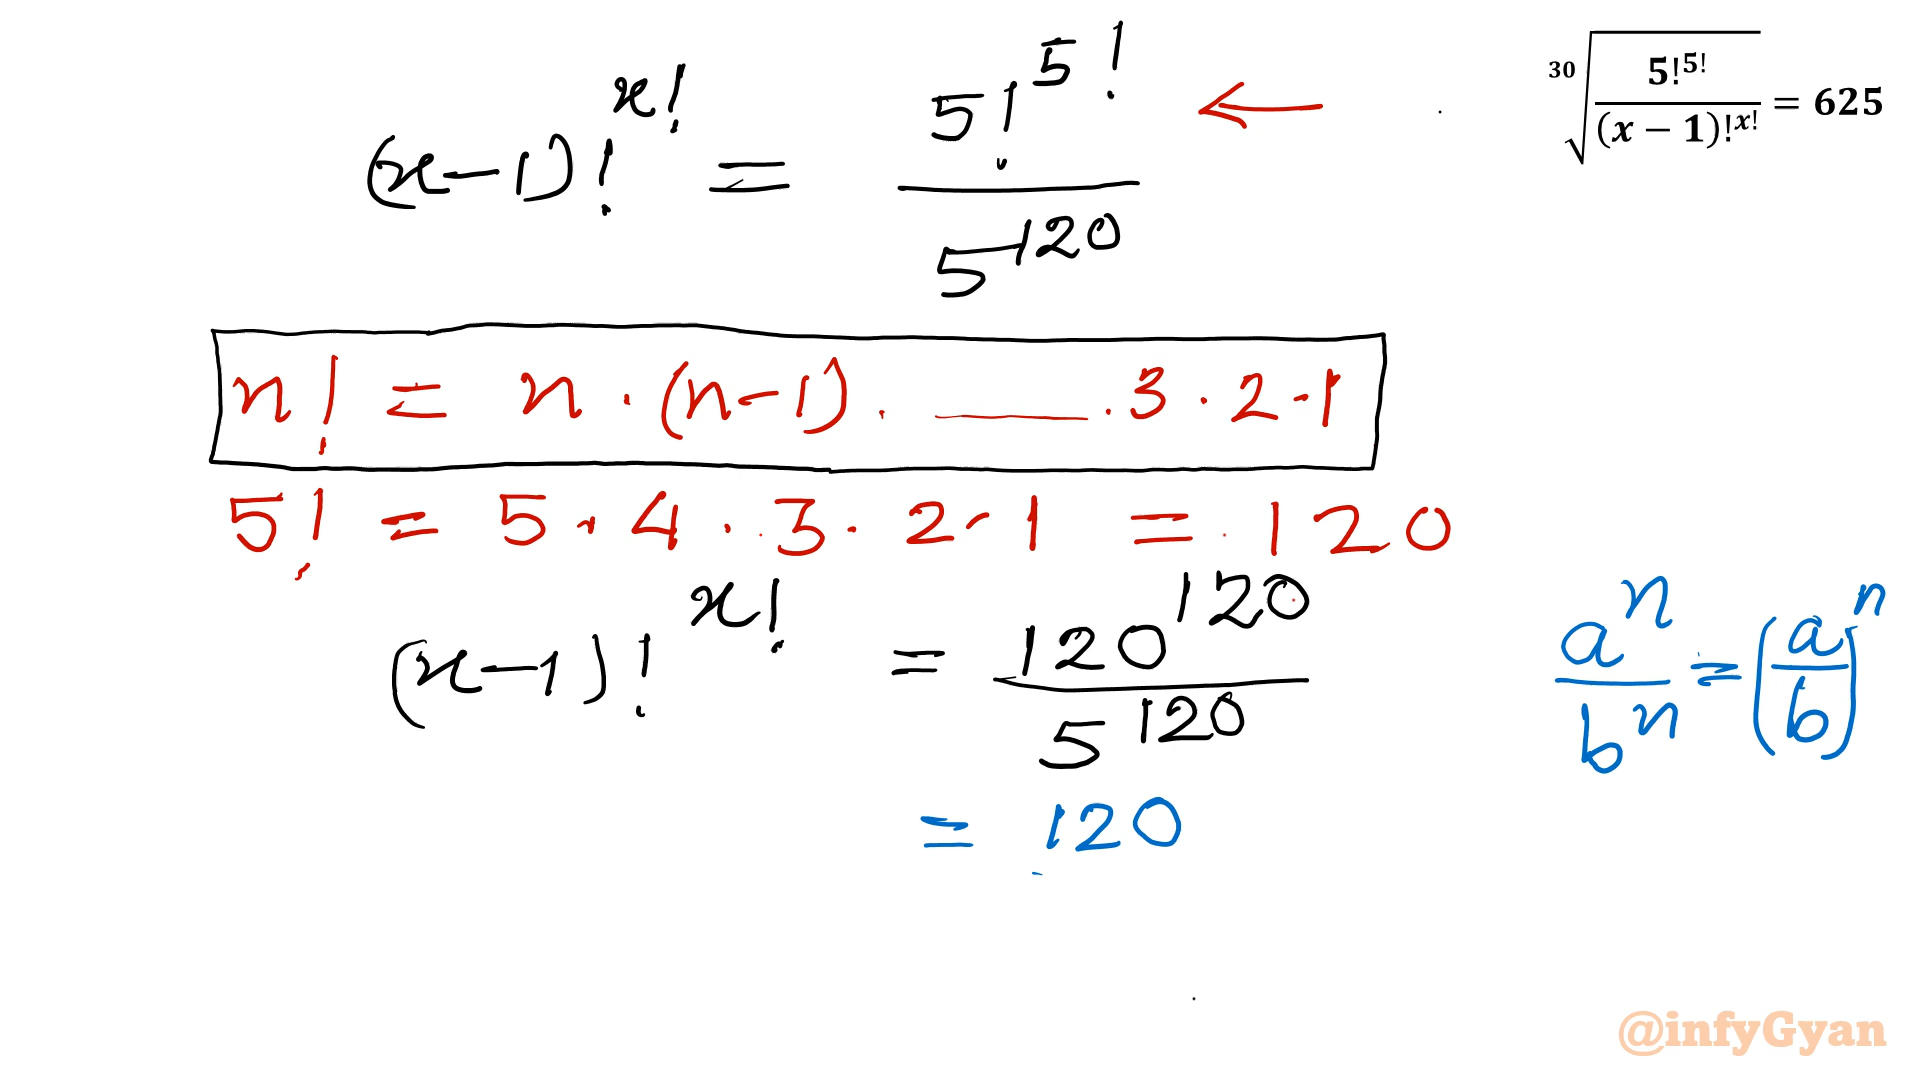 (x-1)!^x! = 5!^5! / 5^120
30√(5!^5! / (x − 1)!^x!) = 625
n! = n · (n-1) · ___ · 3 · 2 · 1
5! = 5 · 4 · 3 · 2 · 1 = 120
(x-1)!^x! = 120^120 / 5^120
a^n / b^n = (a/b)^n
= 120
@infyGyan